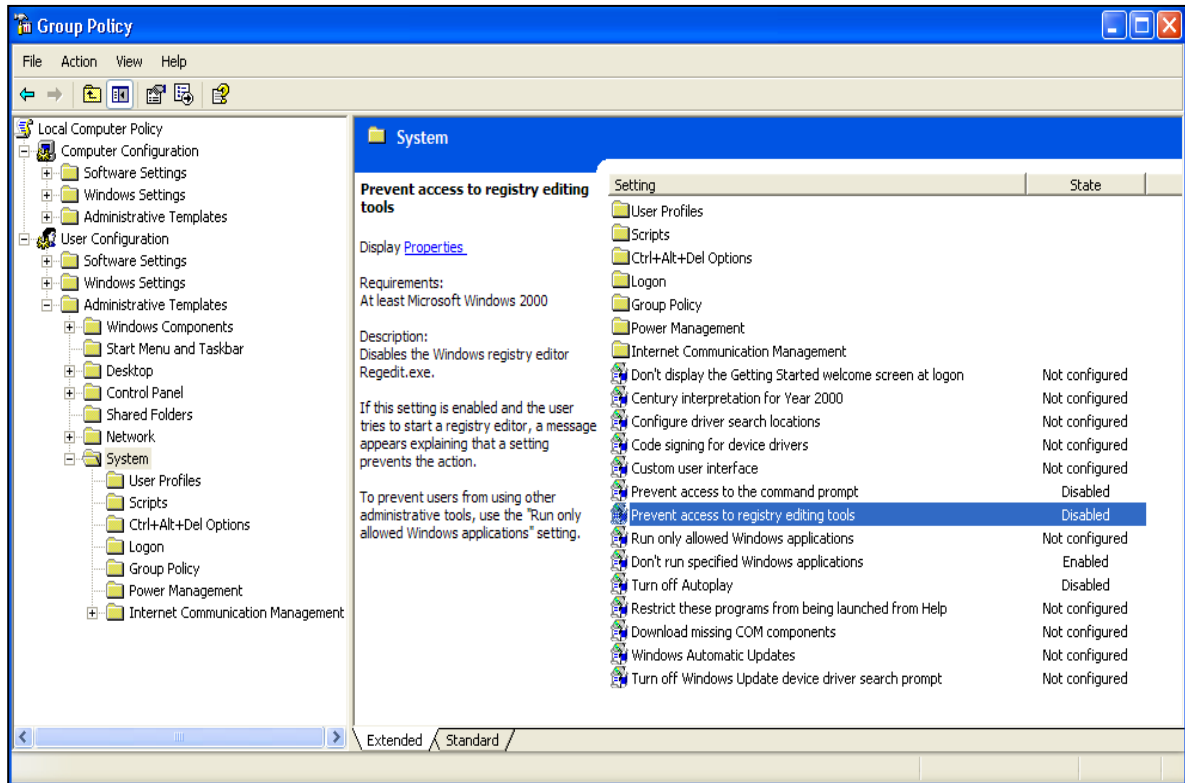 Group Policy
File Action View Help
Local Computer Policy
Computer Configuration
Software Settings
Windows Settings
Administrative Templates
User Configuration
Software Settings
Windows Settings
Administrative Templates
Windows Components
Start Menu and Taskbar
Desktop
Control Panel
Shared Folders
Network
System
User Profiles
Scripts
Ctrl+Alt+Del Options
Logon
Group Policy
Power Management
Internet Communication Management
System
Prevent access to registry editing
tools
Display Properties
Requirements:
At least Microsoft Windows 2000
Description:
Disables the Windows registry editor
Regedit.exe.
If this setting is enabled and the user
tries to start a registry editor, a message
appears explaining that a setting
prevents the action.
To prevent users from using other
administrative tools, use the "Run only
allowed Windows applications" setting.
Setting State
User Profiles
Scripts
Ctrl+Alt+Del Options
Logon
Group Policy
Power Management
Internet Communication Management
Don't display the Getting Started welcome screen at logon Not configured
Century interpretation for Year 2000 Not configured
Configure driver search locations Not configured
Code signing for device drivers Not configured
Custom user interface Not configured
Prevent access to the command prompt Disabled
Prevent access to registry editing tools Disabled
Run only allowed Windows applications Not configured
Don't run specified Windows applications Enabled
Turn off Autoplay Disabled
Restrict these programs from being launched from Help Not configured
Download missing COM components Not configured
Windows Automatic Updates Not configured
Turn off Windows Update device driver search prompt Not configured
Extended Standard